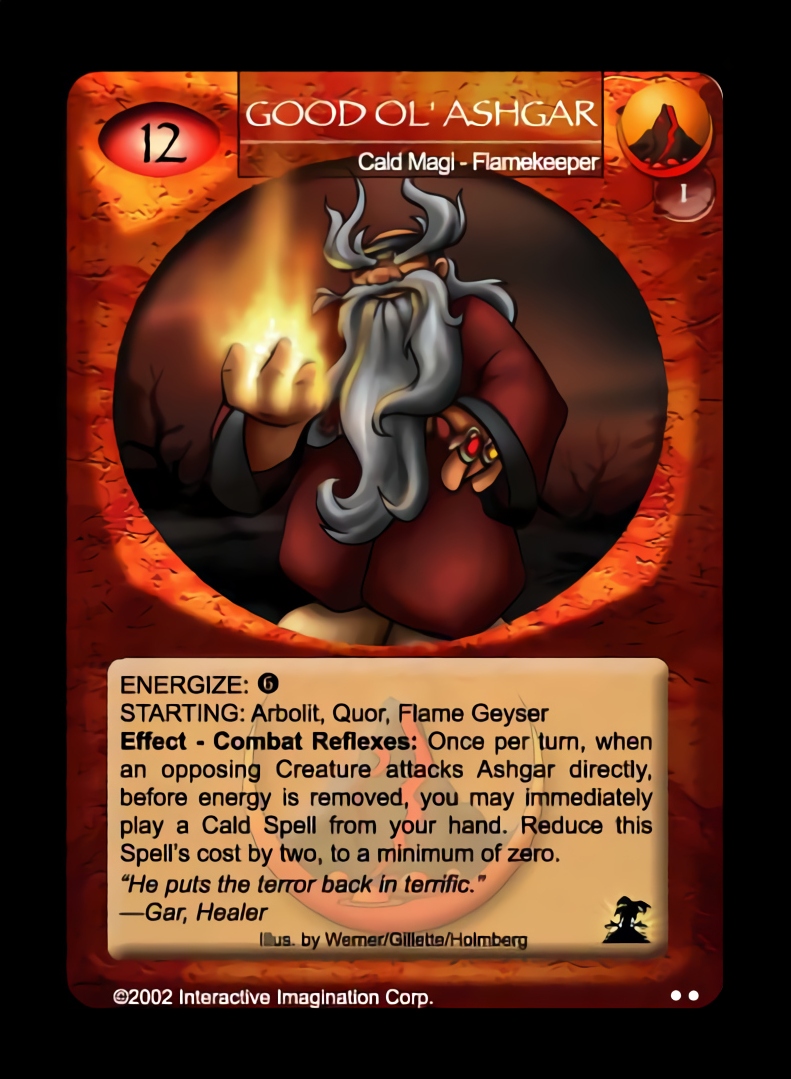 12
GOOD OL' ASHGAR
Cald Magi - Flamekeeper
1
ENERGIZE: 6
STARTING: Arbolit, Quor, Flame Geyser
Effect - Combat Reflexes: Once per turn, when
an opposing Creature attacks Ashgar directly,
before energy is removed, you may immediately
play a Cald Spell from your hand. Reduce this
Spell's cost by two, to a minimum of zero.
“He puts the terror back in terrific.”
—Gar, Healer
Illus. by Werner/Gillette/Holmberg
©2002 Interactive Imagination Corp.